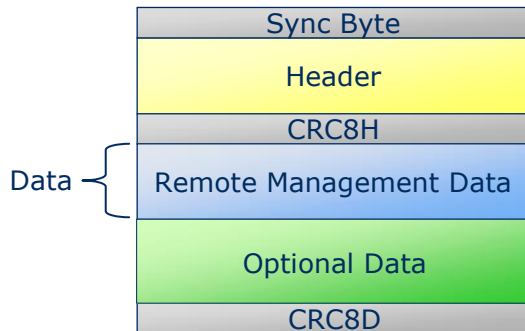 Sync Byte
Header
CRC8H
Data
Remote Management Data
Optional Data
CRC8D